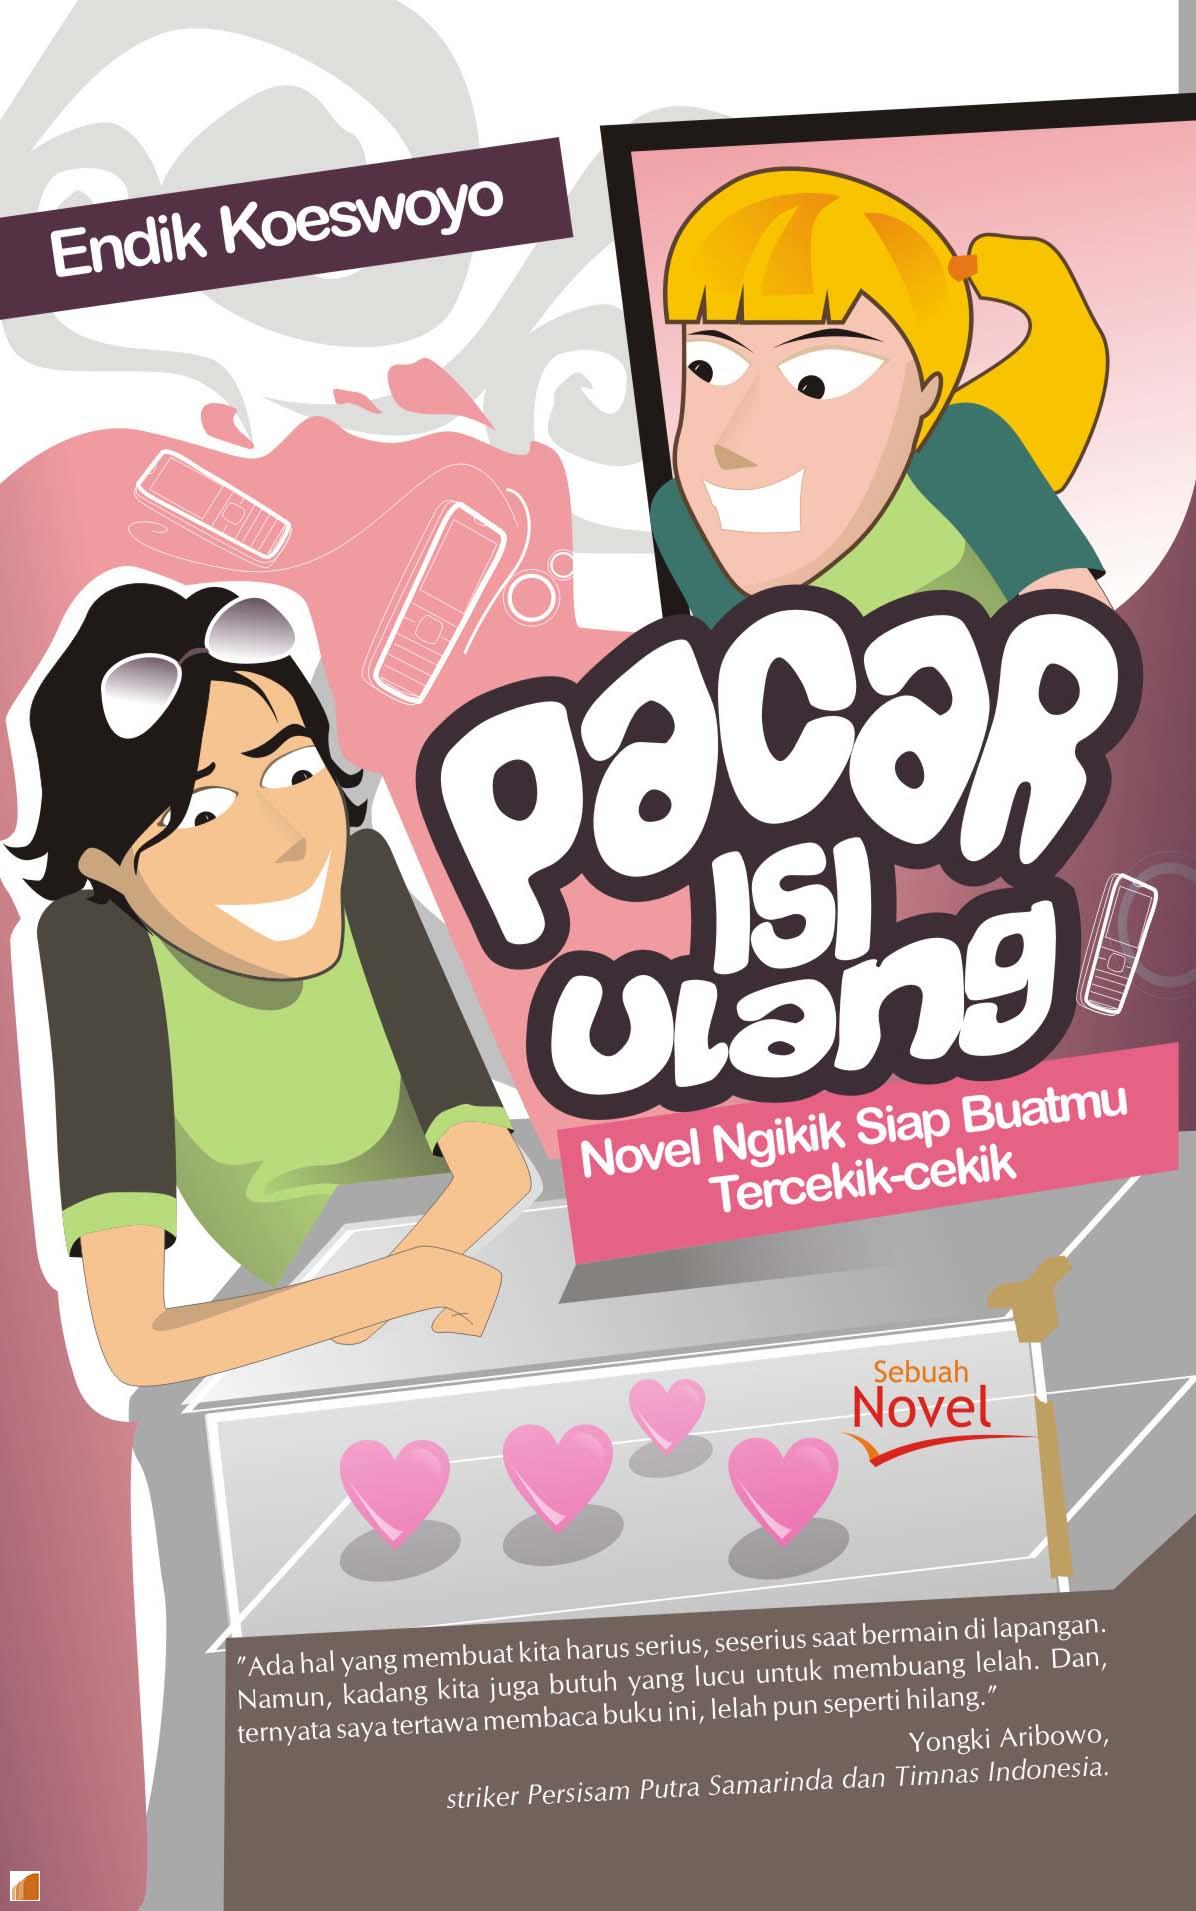 Endik Koeswoyo
Pacar
Isi
Ulang
Novel Ngikik Siap Buatmu
Tercekik-cekik
Sebuah
Novel
"Ada hal yang membuat kita harus serius, seserius saat bermain di lapangan.
Namun, kadang kita juga butuh yang lucu untuk membuang lelah. Dan,
ternyata saya tertawa membaca buku ini, lelah pun seperti hilang."
Yongki Aribowo,
striker Persisam Putra Samarinda dan Timnas Indonesia.